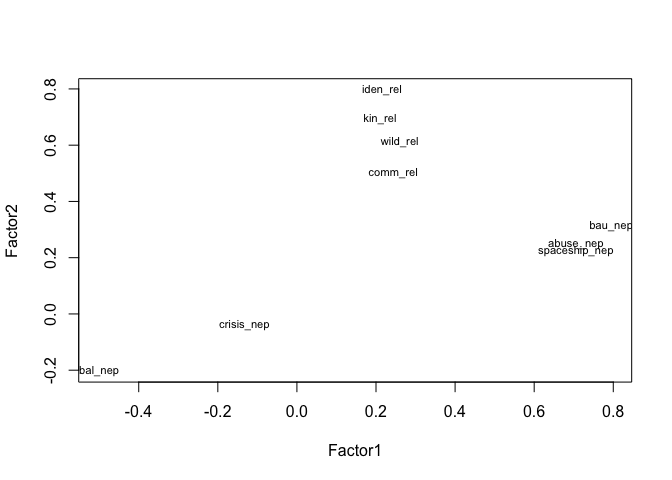 0.8
iden_rel
kin_rel
0.6
wild_rel
comm_rel
0.4
bau_nep
abuse_nep
0.2
spaceship_nep
Factor2
0.0
crisis_nep
-0.2
bal_nep
-0.4 -0.2 0.0 0.2 0.4 0.6 0.8
Factor1